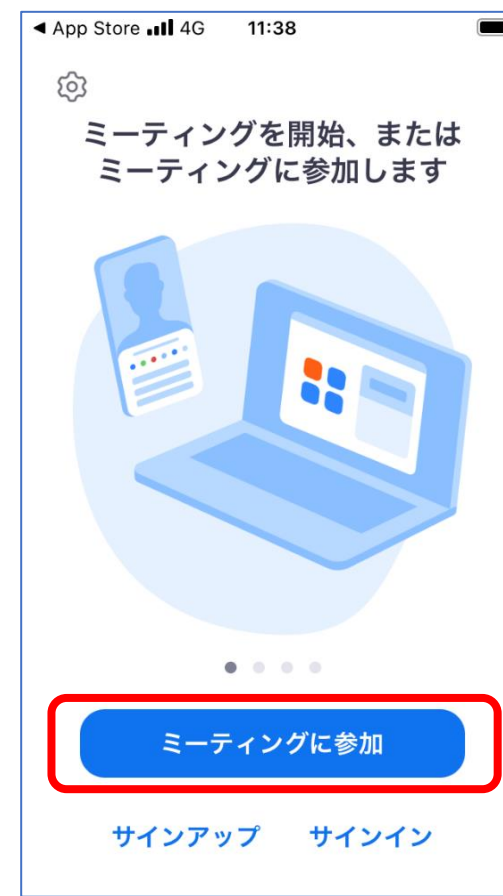 ◀ App Store 4G 11:38
ミーティングを開始、または
ミーティングに参加します
ミーティングに参加
サインアップ サインイン